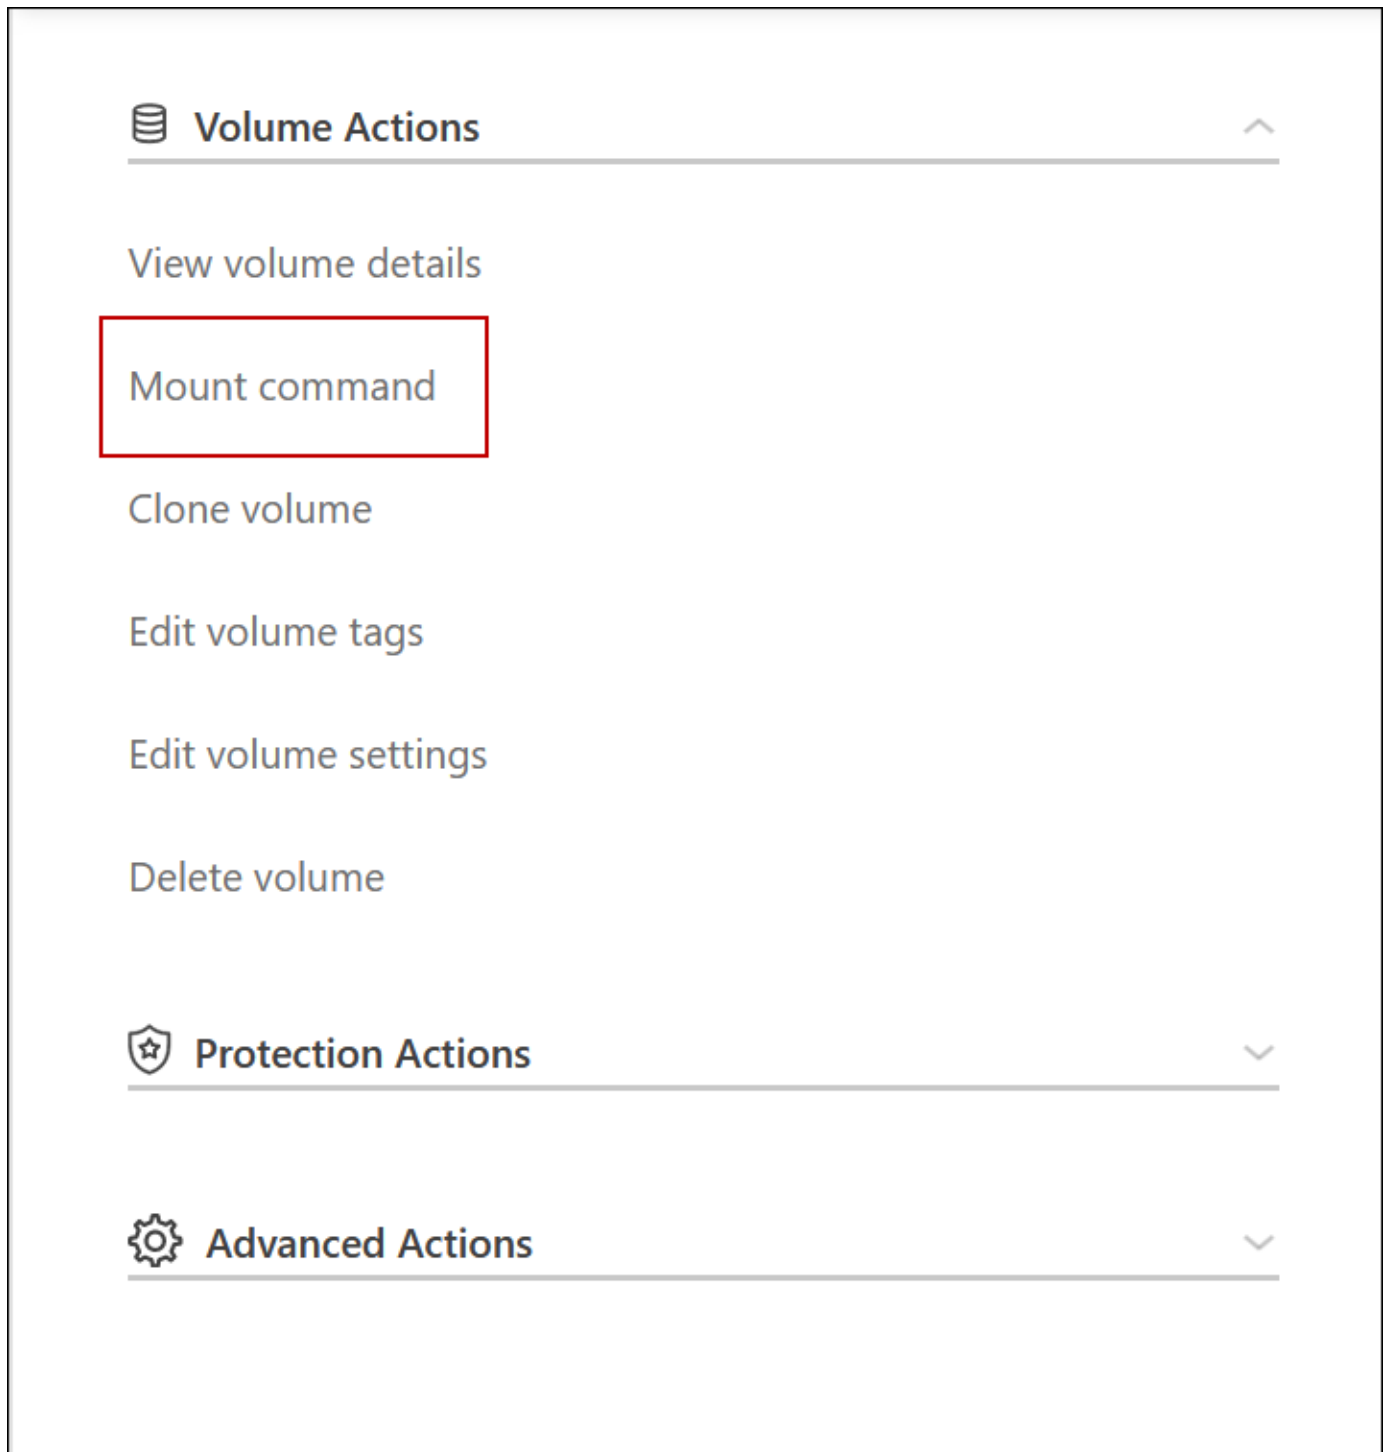 Volume Actions
View volume details
Mount command
Clone volume
Edit volume tags
Edit volume settings
Delete volume
Protection Actions
Advanced Actions